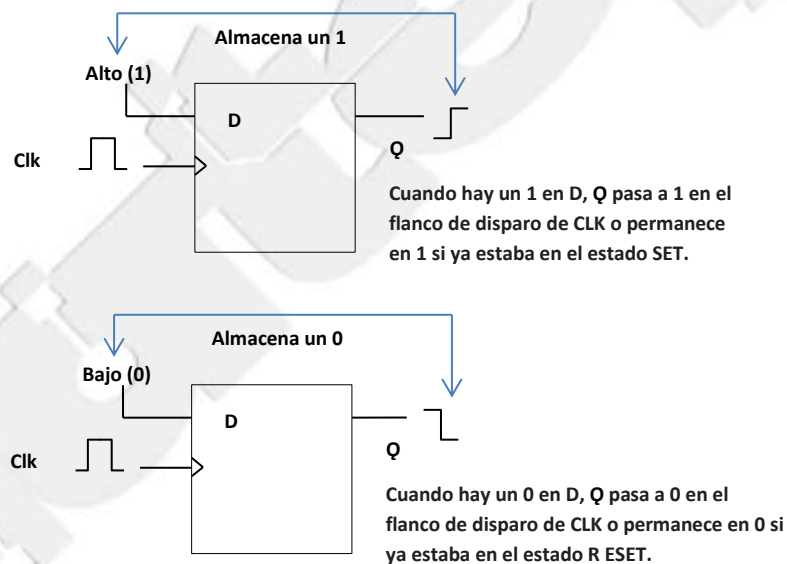 Almacena un 1
Alto (1)
D
Clk
Q
Cuando hay un 1 en D, Q pasa a 1 en el
flanco de disparo de CLK o permanece
en 1 si ya estaba en el estado SET.
Almacena un 0
Bajo (0)
D
Clk
Q
Cuando hay un 0 en D, Q pasa a 0 en el
flanco de disparo de CLK o permanece en 0 si
ya estaba en el estado R ESET.